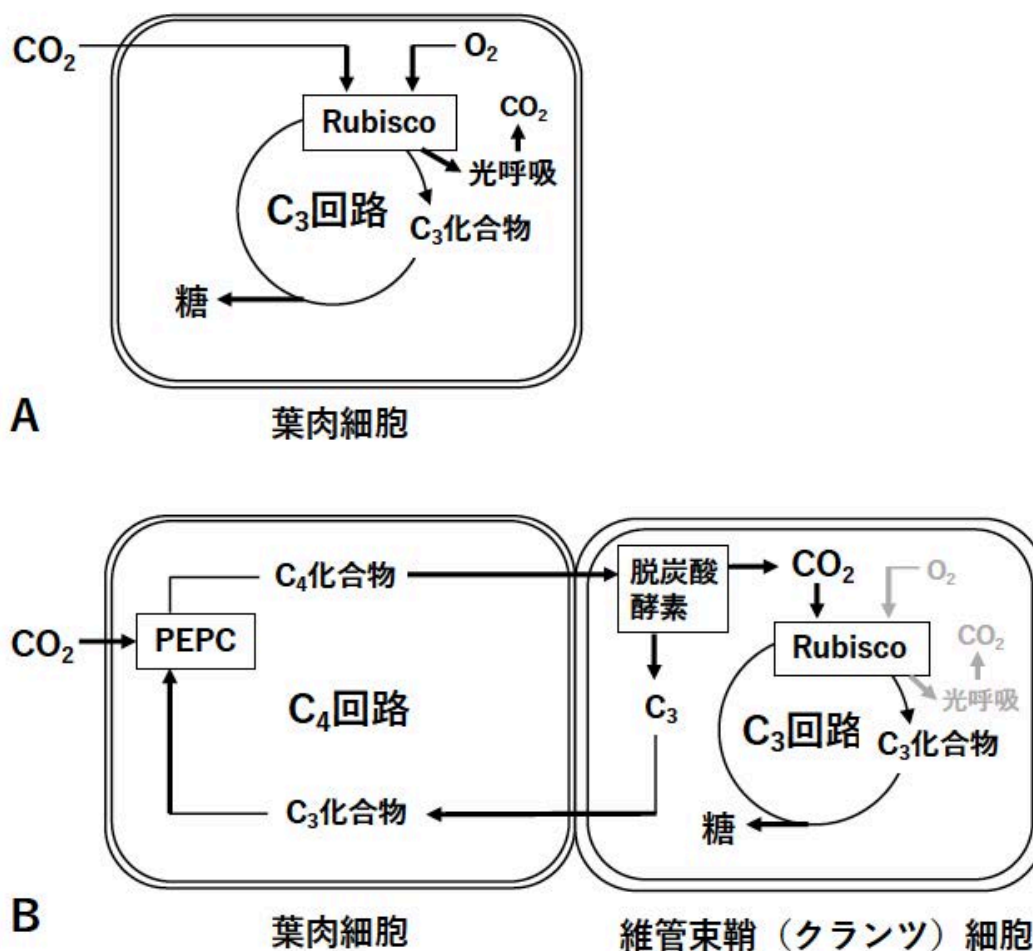 CO₂
O₂
Rubisco
CO₂
光呼吸
C₃回路
C₃化合物
糖
A
葉肉細胞
C₄化合物
脱炭酸
酵素
CO₂
O₂
CO₂
PEPC
Rubisco
CO₂
光呼吸
C₄回路
C₃
C₃回路
C₃化合物
C₃化合物
糖
B
葉肉細胞
維管束鞘（クランツ）細胞